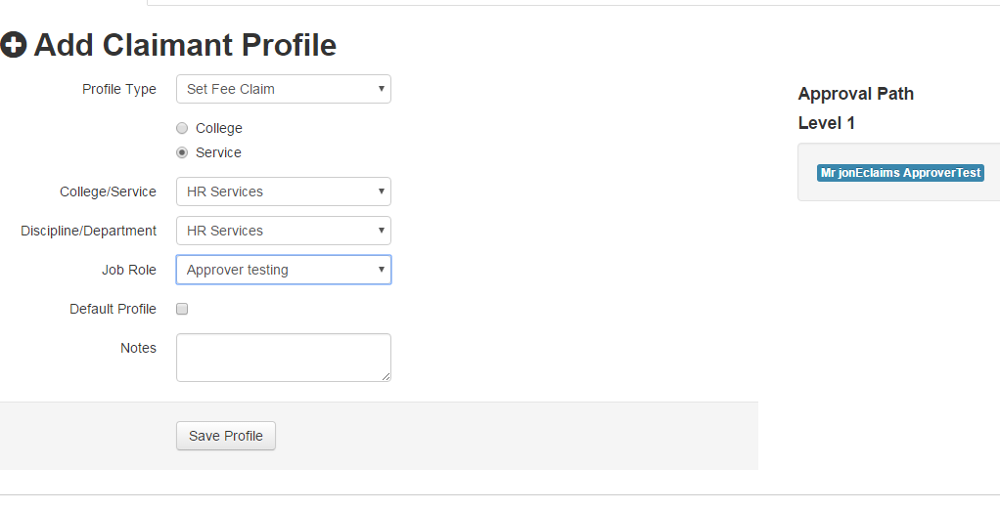 Add Claimant Profile
Profile Type Set Fee Claim
College
Service
College/Service HR Services
Discipline/Department HR Services
Job Role Approver testing
Default Profile
Notes
Save Profile
Approval Path
Level 1
Mr jonEclaims ApproverTest